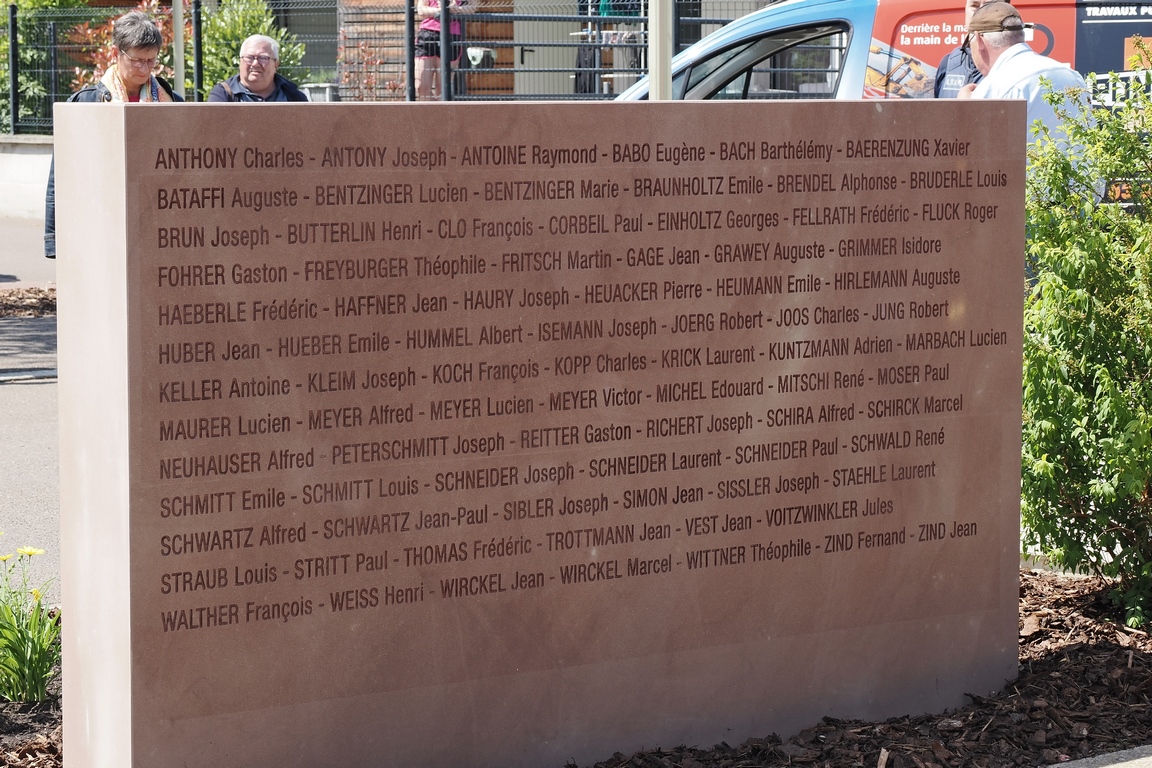 Derrière la ma
la main de l
TRAVAUX PU
ANTHONY Charles - ANTONY Joseph - ANTOINE Raymond - BABO Eugène - BACH Barthélémy - BAERENZUNG Xavier
BATAFFI Auguste - BENTZINGER Lucien - BENTZINGER Marie - BRAUNHOLTZ Emile - BRENDEL Alphonse - BRUDERLE Louis
BRUN Joseph - BUTTERLIN Henri - CLO François - CORBEIL Paul - EINHOLTZ Georges - FELLRATH Frédéric - FLUCK Roger
FOHRER Gaston - FREYBURGER Théophile - FRITSCH Martin - GAGE Jean - GRAWEY Auguste - GRIMMER Isidore
HAEBERLE Frédéric - HAFFNER Jean - HAURY Joseph - HEUACKER Pierre - HEUMANN Emile - HIRLEMANN Auguste
HUBER Jean - HUEBER Emile - HUMMEL Albert - ISEMANN Joseph - JOERG Robert - JOOS Charles - JUNG Robert
KELLER Antoine - KLEIM Joseph - KOCH François - KOPP Charles - KRICK Laurent - KUNTZMANN Adrien - MARBACH Lucien
MAURER Lucien - MEYER Alfred - MEYER Lucien - MEYER Victor - MICHEL Edouard - MITSCHI René - MOSER Paul
NEUHAUSER Alfred - PETERSCHMITT Joseph - REITTER Gaston - RICHERT Joseph - SCHIRA Alfred - SCHIRCK Marcel
SCHMITT Emile - SCHMITT Louis - SCHNEIDER Joseph - SCHNEIDER Laurent - SCHNEIDER Paul - SCHWALD René
SCHWARTZ Alfred - SCHWARTZ Jean-Paul - SIBLER Joseph - SIMON Jean - SISSLER Joseph - STAEHLE Laurent
STRAUB Louis - STRITT Paul - THOMAS Frédéric - TROTTMANN Jean - VEST Jean - VOITZWINKLER Jules
WALTHER François - WEISS Henri - WIRCKEL Jean - WIRCKEL Marcel - WITTNER Théophile - ZIND Fernand - ZIND Jean